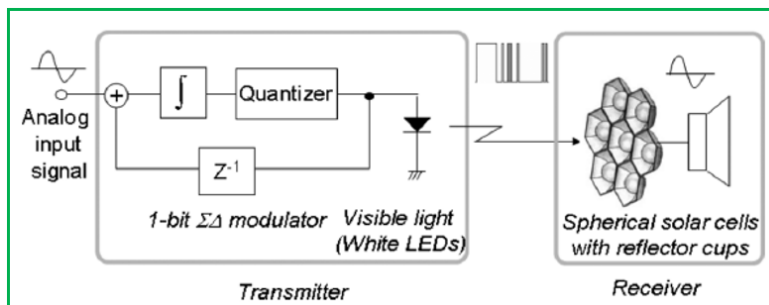 Analog
input
signal
+
∫
Quantizer
Z⁻¹
1-bit ΣΔ modulator
Visible light
(White LEDs)
Transmitter
Spherical solar cells
with reflector cups
Receiver